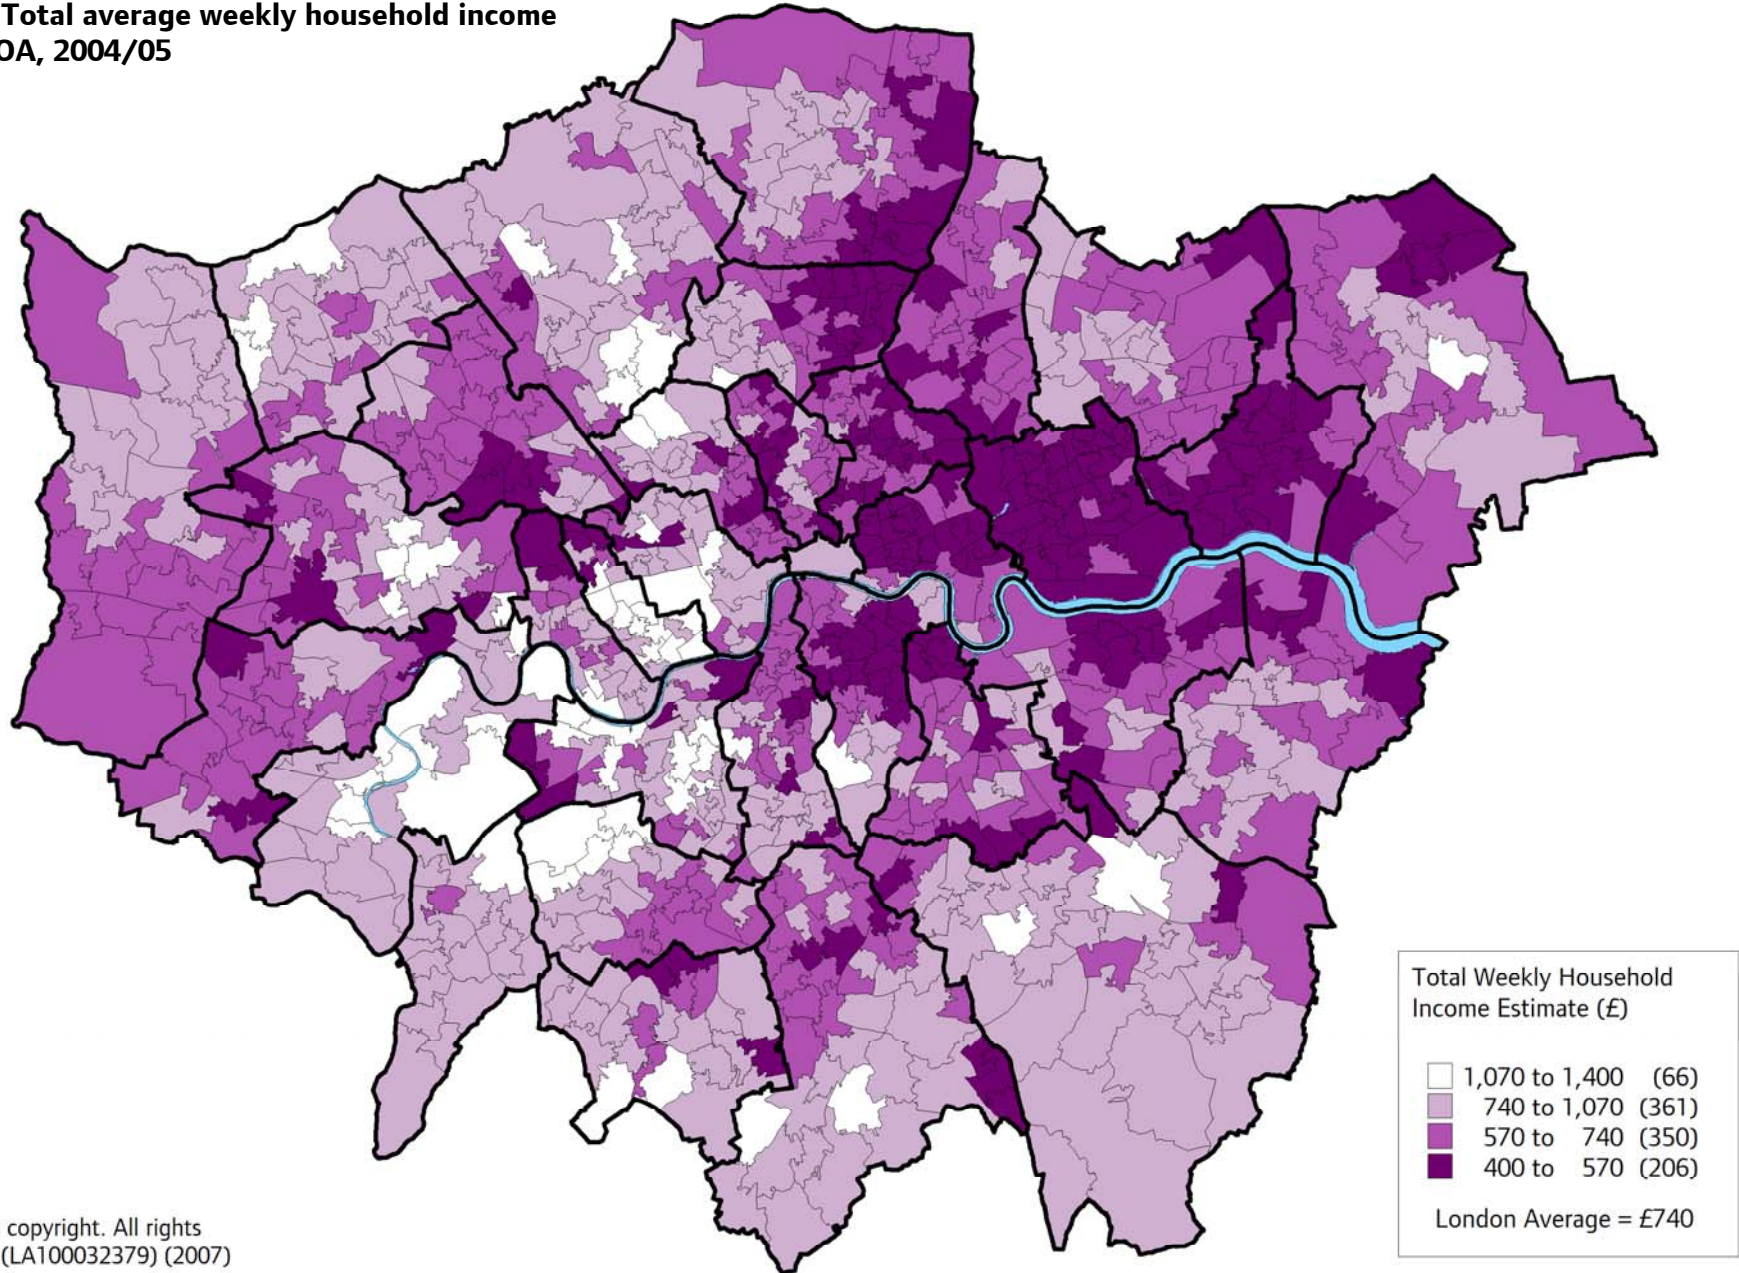 Total average weekly household income
OA, 2004/05
Total Weekly Household
Income Estimate (£)
1,070 to 1,400 (66)
740 to 1,070 (361)
570 to 740 (350)
400 to 570 (206)
London Average = £740
copyright. All rights
(LA100032379) (2007)